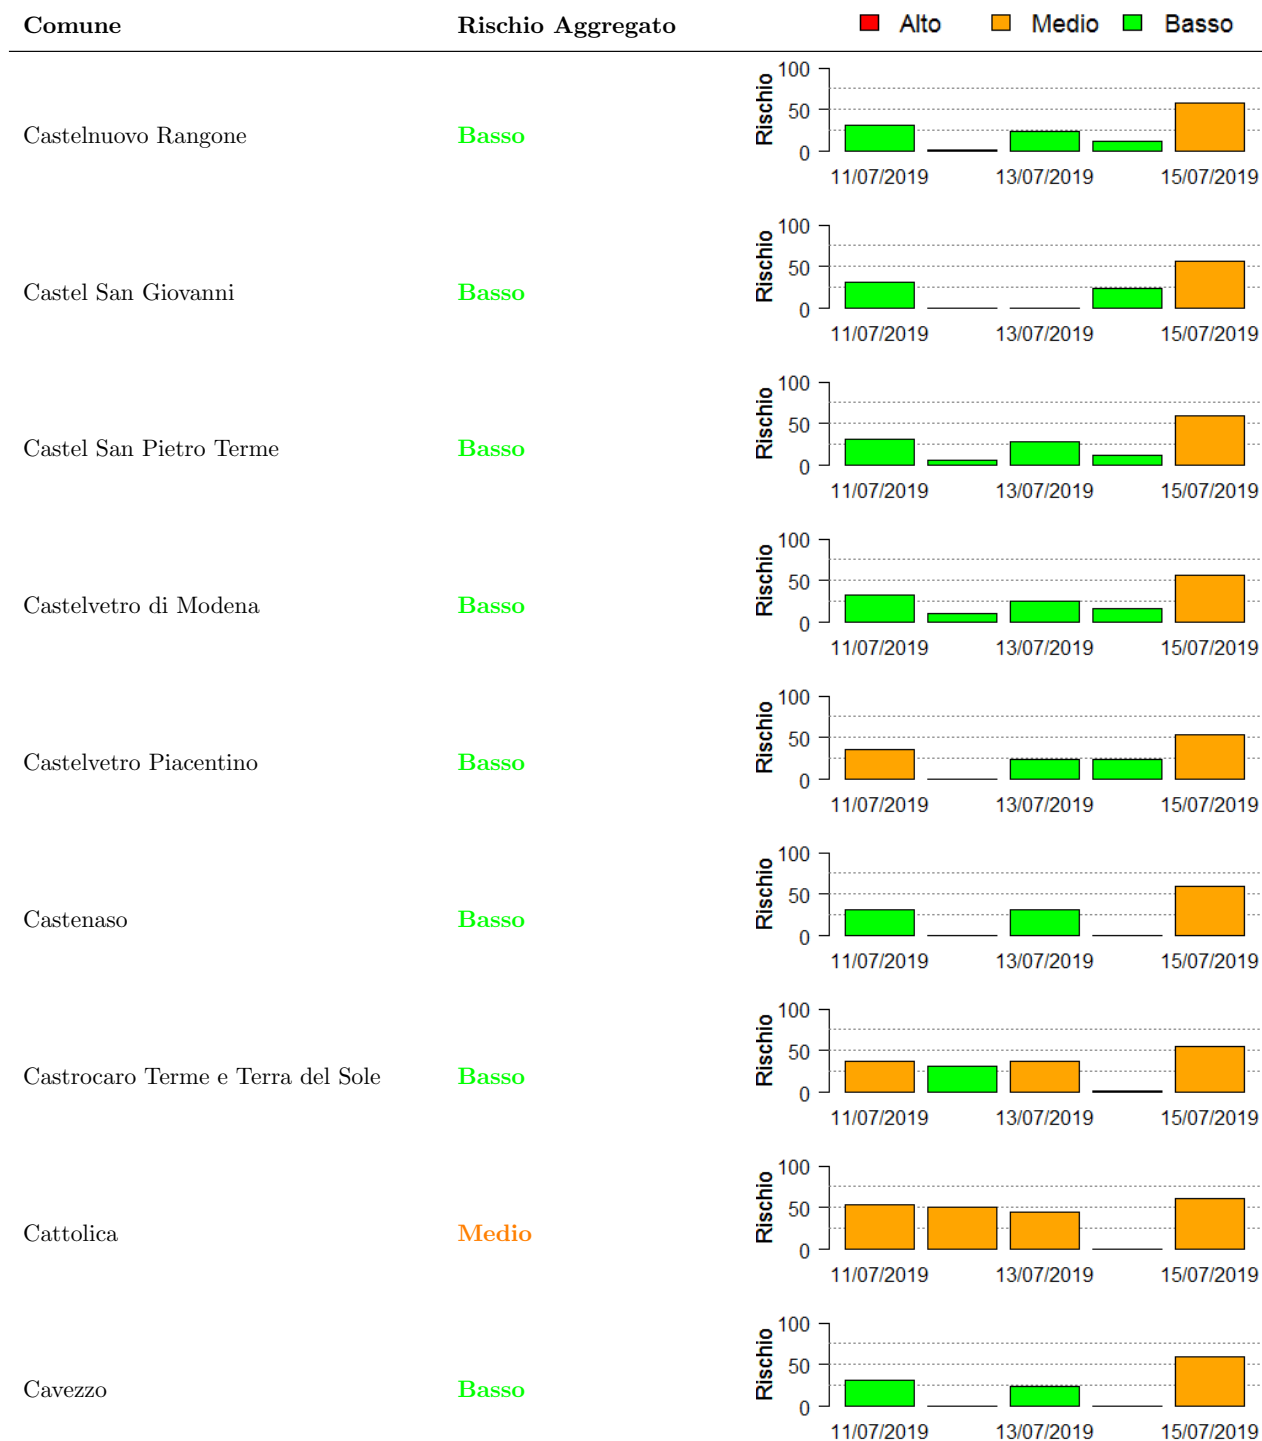 Comune Rischio Aggregato Alto Medio Basso
100
50
0
Rischio
Castelnuovo Rangone Basso
11/07/2019 13/07/2019 15/07/2019
100
50
0
Rischio
Castel San Giovanni Basso
11/07/2019 13/07/2019 15/07/2019
100
50
0
Rischio
Castel San Pietro Terme Basso
11/07/2019 13/07/2019 15/07/2019
100
50
0
Rischio
Castelvetro di Modena Basso
11/07/2019 13/07/2019 15/07/2019
100
50
0
Rischio
Castelvetro Piacentino Basso
11/07/2019 13/07/2019 15/07/2019
100
50
0
Rischio
Castenaso Basso
11/07/2019 13/07/2019 15/07/2019
100
50
0
Rischio
Castrocaro Terme e Terra del Sole Basso
11/07/2019 13/07/2019 15/07/2019
100
50
0
Rischio
Cattolica Medio
11/07/2019 13/07/2019 15/07/2019
100
50
0
Rischio
Cavezzo Basso
11/07/2019 13/07/2019 15/07/2019